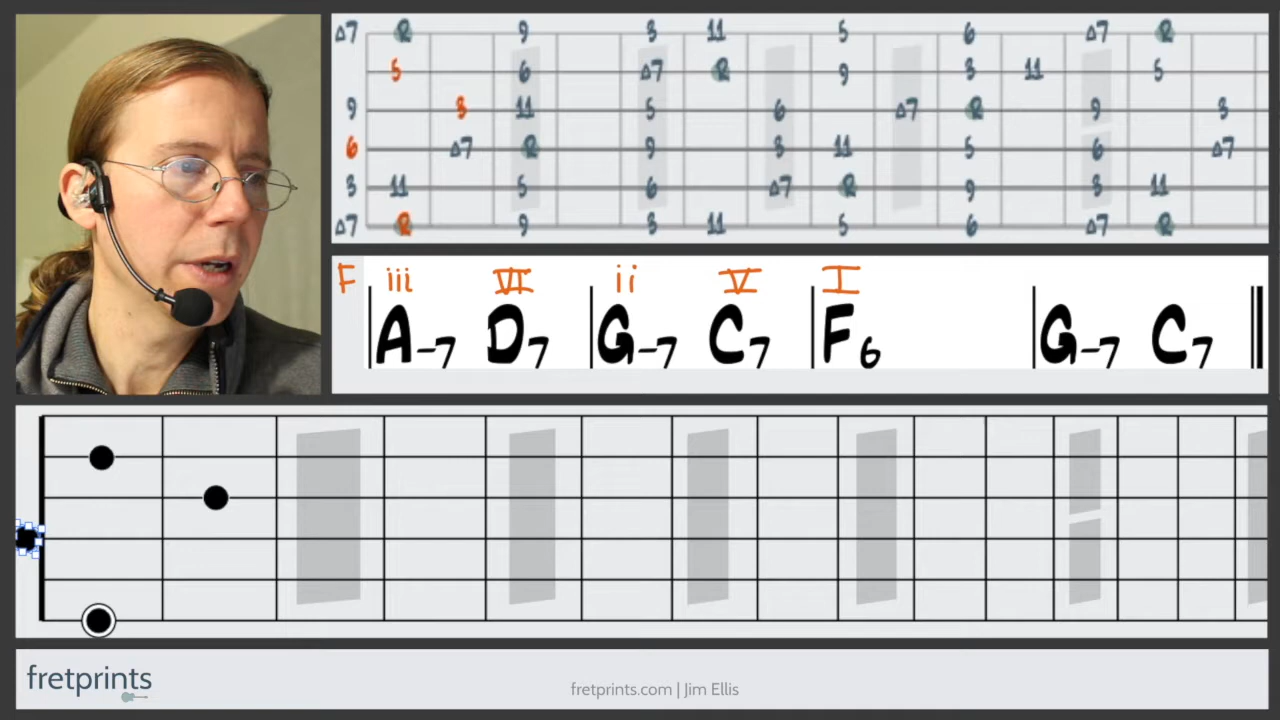 Δ7 R 9 3 11 5 6 Δ7 R
5 6 Δ7 R 9 3 11 5
9 3 11 5 6 Δ7 R 9 3
6 Δ7 R 9 3 11 5 6 Δ7
3 11 5 6 Δ7 R 9 3 11
Δ7 R 9 3 11 5 6 Δ7 R
F iii VI ii V I
A-7 D7 G-7 C7 F6 G-7 C7
fretprints
fretprints.com | Jim Ellis